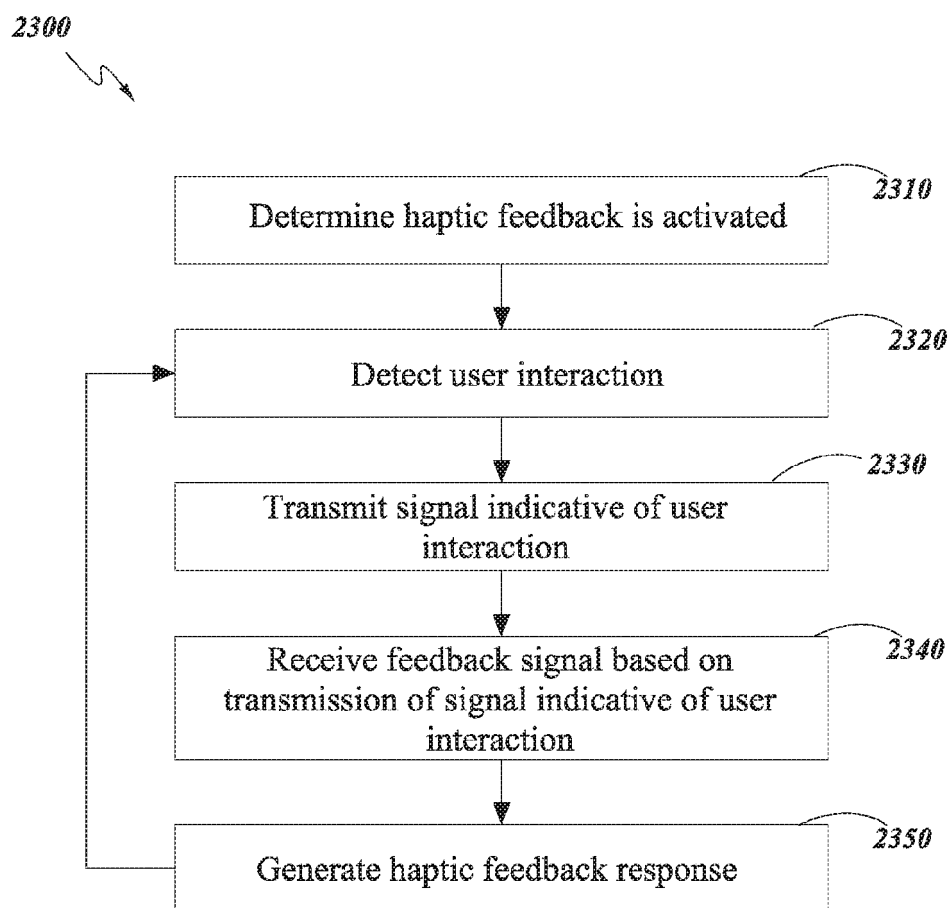 2300
2310
Determine haptic feedback is activated
2320
Detect user interaction
2330
Transmit signal indicative of user
interaction
2340
Receive feedback signal based on
transmission of signal indicative of user
interaction
2350
Generate haptic feedback response